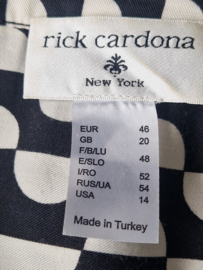 rick cardona
New York
EUR 46
GB 20
F/B/LU
E/SLO 48
I/RO 52
RUS/UA 54
USA 14
Made in Turkey